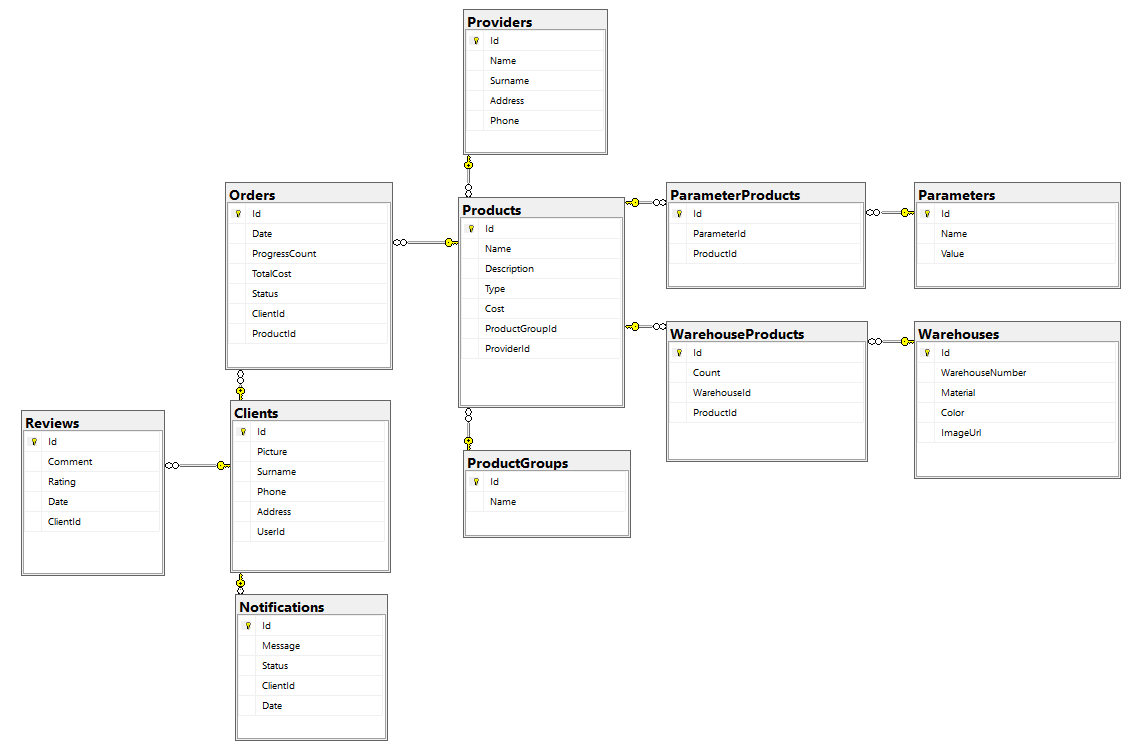 Providers
Id
Name
Surname
Address
Phone
Orders
Id
Date
ProgressCount
TotalCost
Status
ClientId
ProductId
Products
Id
Name
Description
Type
Cost
ProductGroupId
ProviderId
ParameterProducts
Id
ParameterId
ProductId
Parameters
Id
Name
Value
WarehouseProducts
Id
Count
WarehouseId
ProductId
Warehouses
Id
WarehouseNumber
Material
Color
ImageUrl
Reviews
Id
Comment
Rating
Date
ClientId
Clients
Id
Picture
Surname
Phone
Address
UserId
ProductGroups
Id
Name
Notifications
Id
Message
Status
ClientId
Date